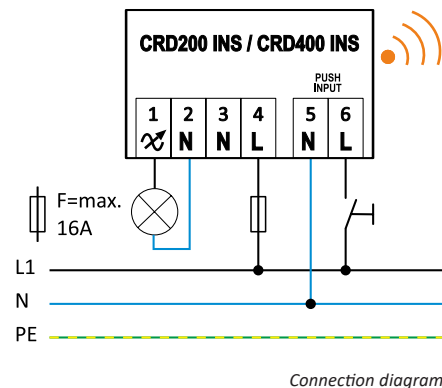 CRD200 INS / CRD400 INS
PUSH
INPUT
1 2 3 4 5 6
N N L N L
F=max.
16A
L1
N
PE
Connection diagram